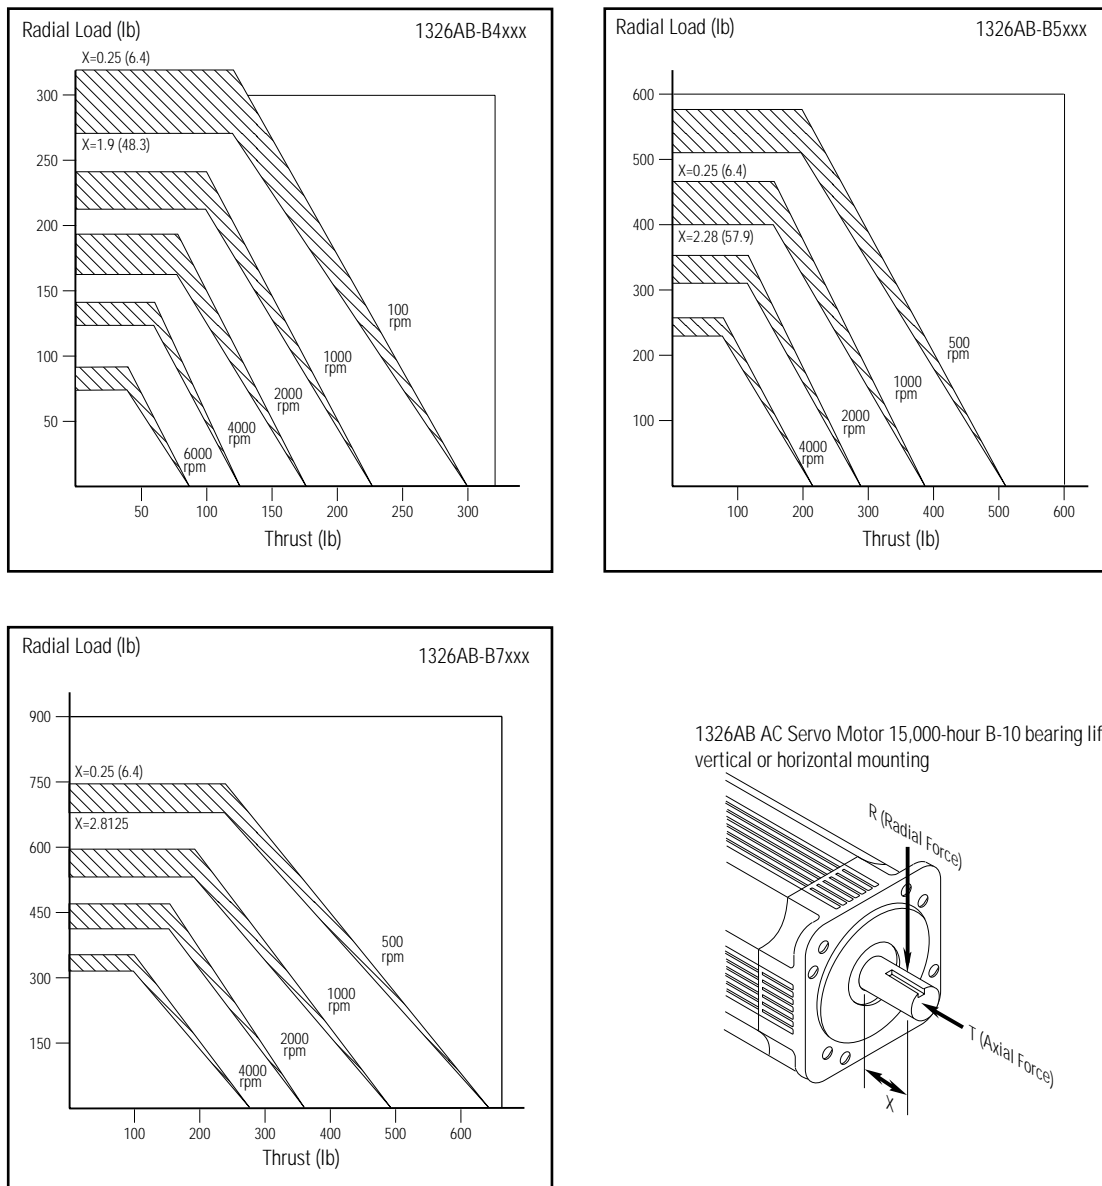 Radial Load (lb)
1326AB-B4xxx
X=0.25 (6.4)
300
X=1.9 (48.3)
250
200
150
100
50
100
rpm
1000
rpm
2000
rpm
4000
rpm
6000
rpm
50 100 150 200 250 300
Thrust (lb)
Radial Load (lb)
1326AB-B5xxx
600
500
X=0.25 (6.4)
400
X=2.28 (57.9)
300
200
100
500
rpm
1000
rpm
2000
rpm
4000
rpm
100 200 300 400 500 600
Thrust (lb)
Radial Load (lb)
1326AB-B7xxx
900
X=0.25 (6.4)
750
X=2.8125
600
450
300
150
500
rpm
1000
rpm
2000
rpm
4000
rpm
100 200 300 400 500 600
Thrust (lb)
1326AB AC Servo Motor 15,000-hour B-10 bearing lif
vertical or horizontal mounting
R (Radial Force)
T (Axial Force)
X